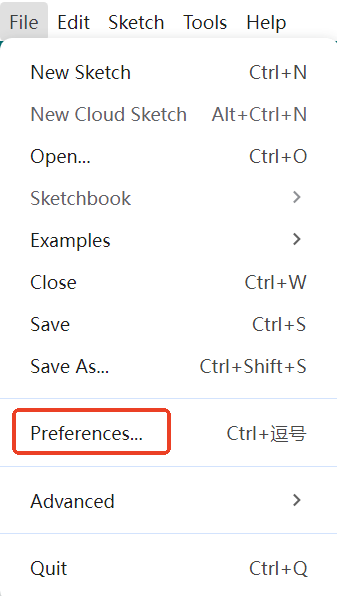 File Edit Sketch Tools Help
New Sketch Ctrl+N
New Cloud Sketch Alt+Ctrl+N
Open... Ctrl+O
Sketchbook
Examples
Close Ctrl+W
Save Ctrl+S
Save As... Ctrl+Shift+S
Preferences... Ctrl+逗号
Advanced
Quit Ctrl+Q